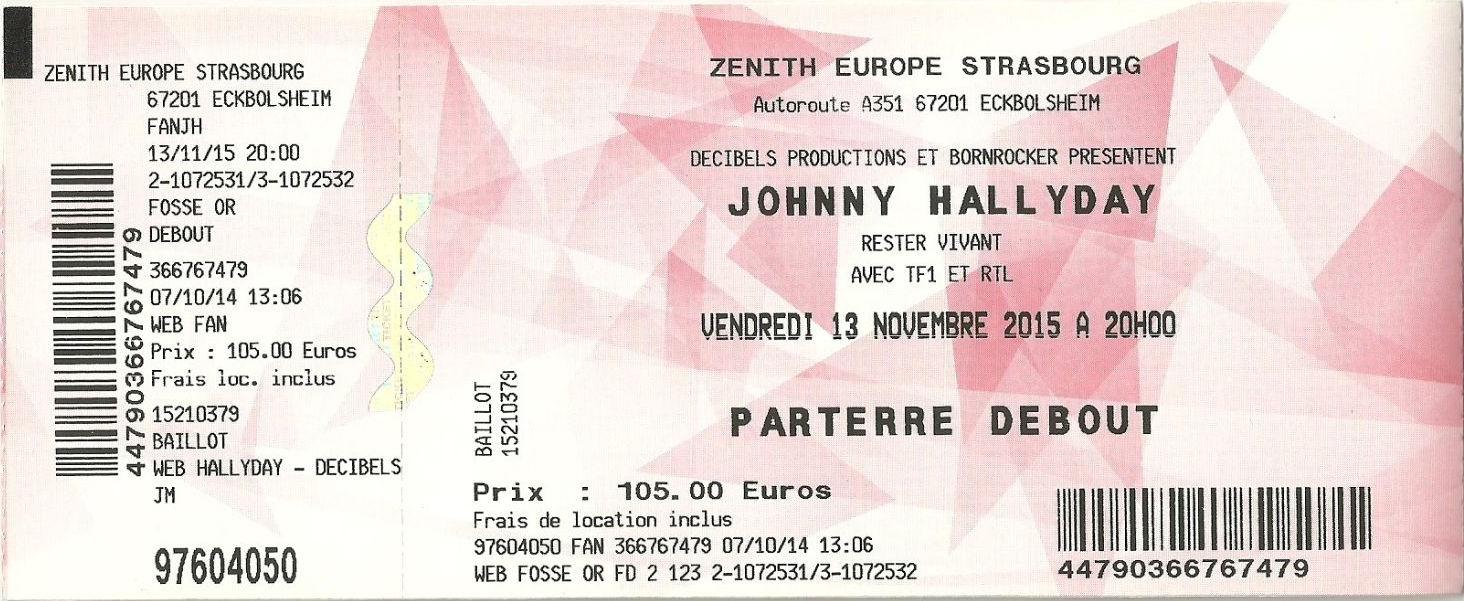 ZENITH EUROPE STRASBOURG
67201 ECKBOLSHEIM
FANJH
13/11/15 20:00
2-1072531/3-1072532
FOSSE OR
DEBOUT
366767479
07/10/14 13:06
WEB FAN
Prix : 105.00 Euros
Frais loc. inclus
15210379
BAILLOT
WEB HALLYDAY - DECIBELS
JM
97604050
44790366767479
TICKET
BAILLOT
15210379
ZENITH EUROPE STRASBOURG
Autoroute A351 67201 ECKBOLSHEIM
DECIBELS PRODUCTIONS ET BORNROCKER PRESENTENT
JOHNNY HALLYDAY
RESTER VIVANT
AVEC TF1 ET RTL
VENDREDI 13 NOVEMBRE 2015 A 20H00
PARTERRE DEBOUT
Prix : 105.00 Euros
Frais de location inclus
97604050 FAN 366767479 07/10/14 13:06
WEB FOSSE OR FD 2 123 2-1072531/3-1072532
44790366767479